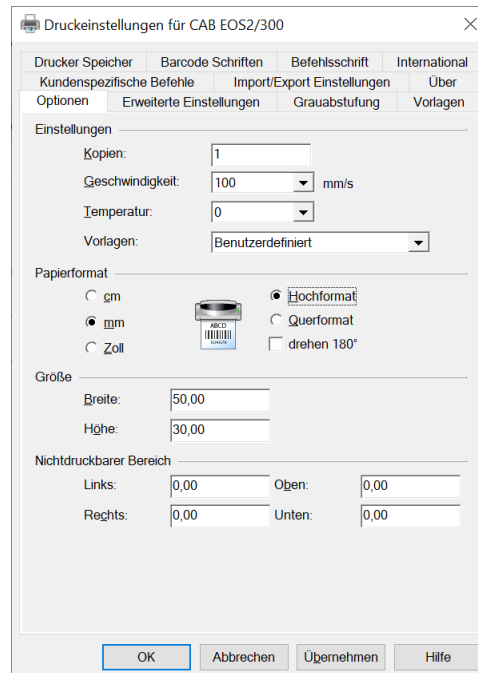 Druckeinstellungen für CAB EOS2/300
Drucker Speicher Barcode Schriften Befehlsschrift International
Kundenspezifische Befehle Import/Export Einstellungen Über
Optionen Erweiterte Einstellungen Grauabstufung Vorlagen
Einstellungen
Kopien: 1
Geschwindigkeit: 100 mm/s
Temperatur: 0
Vorlagen: Benutzerdefiniert
Papierformat
cm Hochformat
mm ABCD Querformat
Zoll drehen 180°
Größe
Breite: 50,00
Höhe: 30,00
Nichtdruckbarer Bereich
Links: 0,00 Oben: 0,00
Rechts: 0,00 Unten: 0,00
OK Abbrechen Übernehmen Hilfe